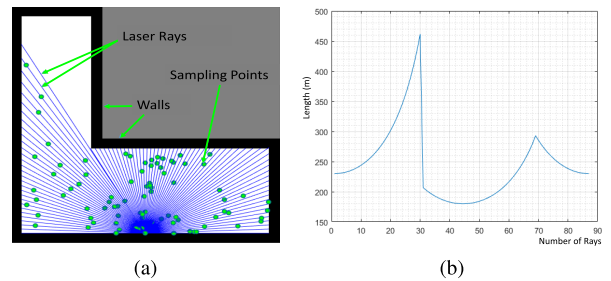 Laser Rays
Sampling Points
Walls
(a)
500
450
400
350
300
250
200
150
Length (m)
0
10
20
30
40
50
60
70
80
90
Number of Rays
(b)